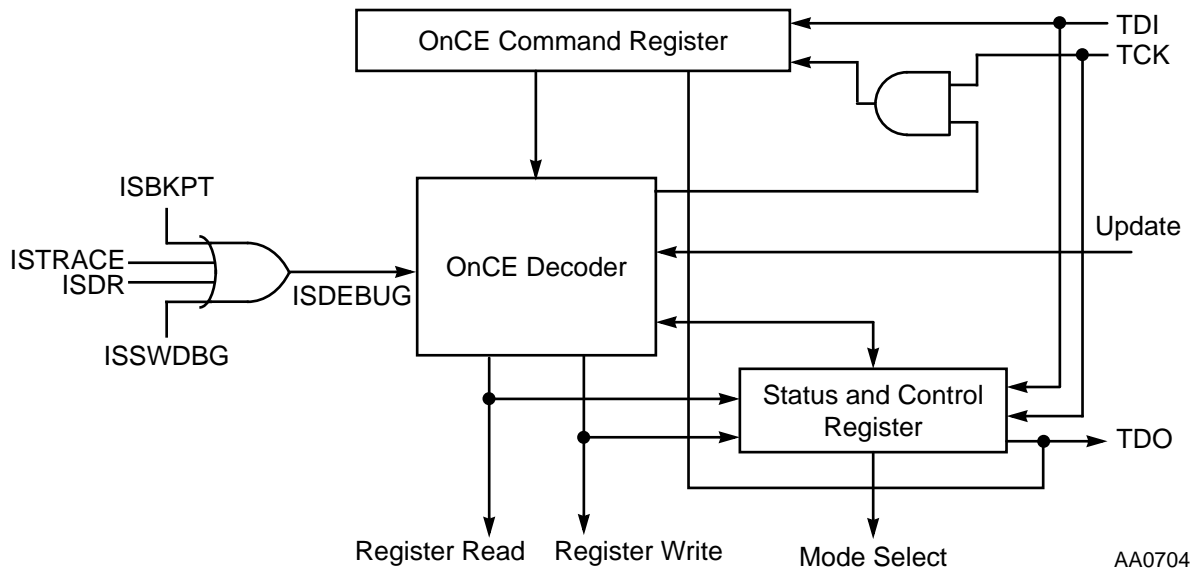 OnCE Command Register
TDI
TCK
ISBKPT
Update
ISTRACE
OnCE Decoder
ISDR
ISDEBUG
ISSWDBG
Status and Control
Register
TDO
Register Read
Register Write
Mode Select
AA0704